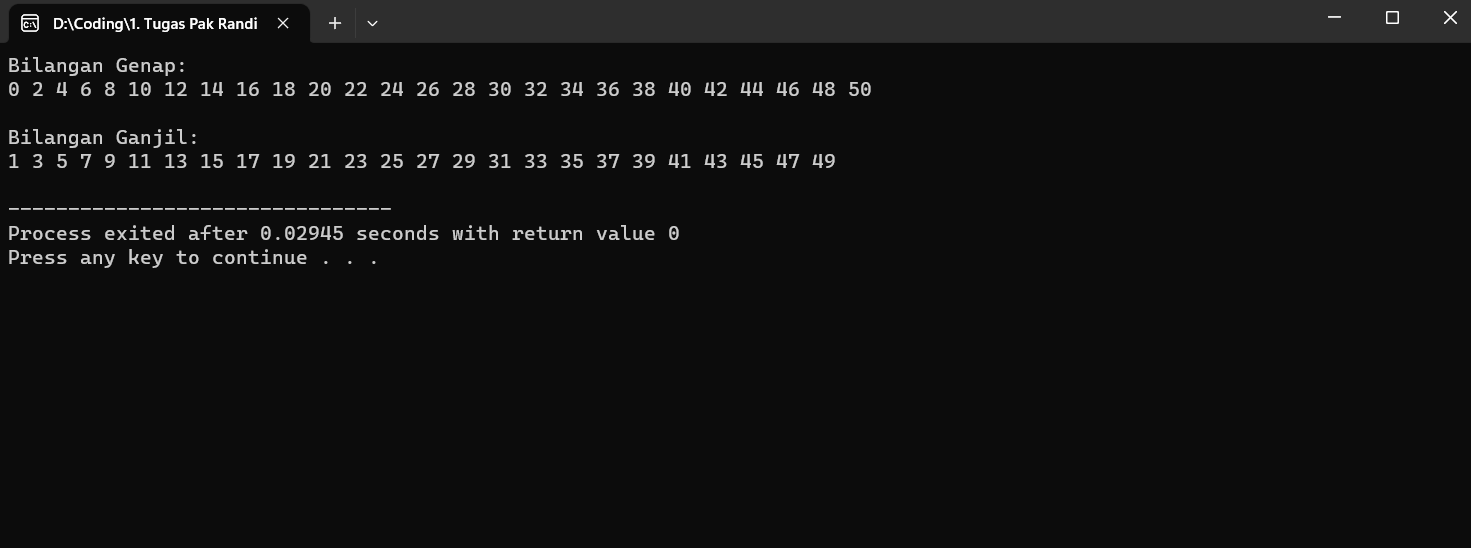 D:\Coding\1. Tugas Pak Randi
Bilangan Genap:
0 2 4 6 8 10 12 14 16 18 20 22 24 26 28 30 32 34 36 38 40 42 44 46 48 50
Bilangan Ganjil:
1 3 5 7 9 11 13 15 17 19 21 23 25 27 29 31 33 35 37 39 41 43 45 47 49
--------------------------------
Process exited after 0.02945 seconds with return value 0
Press any key to continue . . .